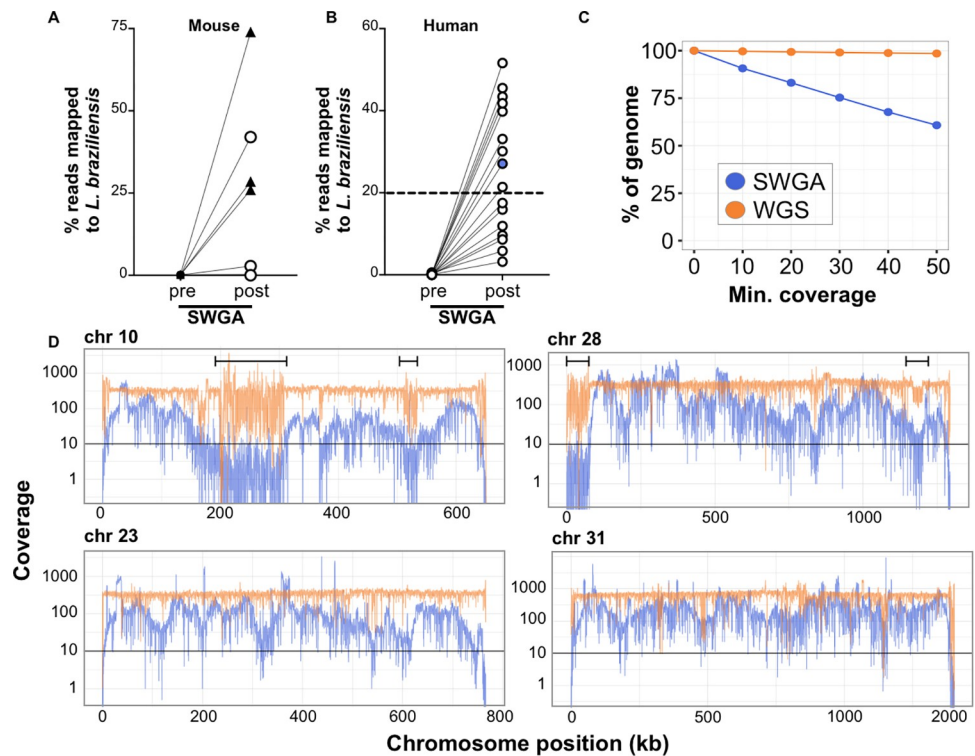 A
Mouse
75
50
25
0
% reads mapped
to L. braziliensis
pre
post
SWGA
B
Human
60
40
20
0
% reads mapped
to L. braziliensis
pre
post
SWGA
C
100
75
50
25
0
% of genome
SWGA
WGS
0 10 20 30 40 50
Min. coverage
D
chr 10
1000
100
10
1
0 200 400 600
chr 28
1000
100
10
1
0 500 1000
chr 23
1000
100
10
1
0 200 400 600 800
chr 31
1000
100
10
1
0 500 1000 2000
Coverage
Chromosome position (kb)